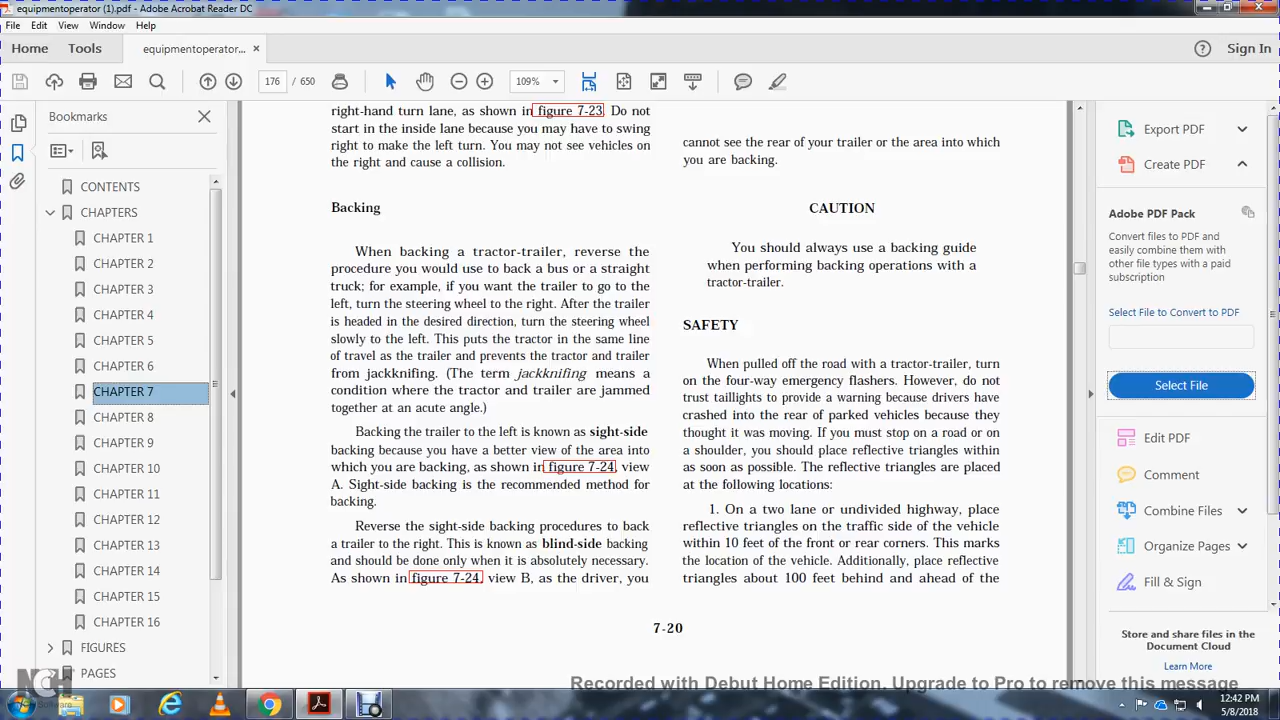 equipmentoperator (1).pdf - Adobe Acrobat Reader DC
File Edit View Window Help
Home Tools equipmentoperator... × Sign In
176 / 650 109%
Bookmarks
CONTENTS
CHAPTERS
CHAPTER 1
CHAPTER 2
CHAPTER 3
CHAPTER 4
CHAPTER 5
CHAPTER 6
CHAPTER 7
CHAPTER 8
CHAPTER 9
CHAPTER 10
CHAPTER 11
CHAPTER 12
CHAPTER 13
CHAPTER 14
CHAPTER 15
CHAPTER 16
FIGURES
PAGES
right-hand turn lane, as shown in figure 7-23. Do not
start in the inside lane because you may have to swing
right to make the left turn. You may not see vehicles on
the right and cause a collision.
Backing
When backing a tractor-trailer, reverse the
procedure you would use to back a bus or a straight
truck; for example, if you want the trailer to go to the
left, turn the steering wheel to the right. After the trailer
is headed in the desired direction, turn the steering wheel
slowly to the left. This puts the tractor in the same line
of travel as the trailer and prevents the tractor and trailer
from jackknifing. (The term jackknifing means a
condition where the tractor and trailer are jammed
together at an acute angle.)
Backing the trailer to the left is known as sight-side
backing because you have a better view of the area into
which you are backing, as shown in figure 7-24, view
A. Sight-side backing is the recommended method for
backing.
Reverse the sight-side backing procedures to back
a trailer to the right. This is known as blind-side backing
and should be done only when it is absolutely necessary.
As shown in figure 7-24, view B, as the driver, you
cannot see the rear of your trailer or the area into which
you are backing.
CAUTION
You should always use a backing guide
when performing backing operations with a
tractor-trailer.
SAFETY
When pulled off the road with a tractor-trailer, turn
on the four-way emergency flashers. However, do not
trust taillights to provide a warning because drivers have
crashed into the rear of parked vehicles because they
thought it was moving. If you must stop on a road or on
a shoulder, you should place reflective triangles within
as soon as possible. The reflective triangles are placed
at the following locations:
1. On a two lane or undivided highway, place
reflective triangles on the traffic side of the vehicle
within 10 feet of the front or rear corners. This marks
the location of the vehicle. Additionally, place reflective
triangles about 100 feet behind and ahead of the
7-20
Export PDF
Create PDF
Adobe PDF Pack
Convert files to PDF and
easily combine them with
other file types with a paid
subscription
Select File to Convert to PDF
Select File
Edit PDF
Comment
Combine Files
Organize Pages
Fill & Sign
Store and share files in the
Document Cloud
Learn More
NCH
Software
Recorded with Debut Home Edition. Upgrade to Pro to remove this message
12:42 PM
5/8/2018